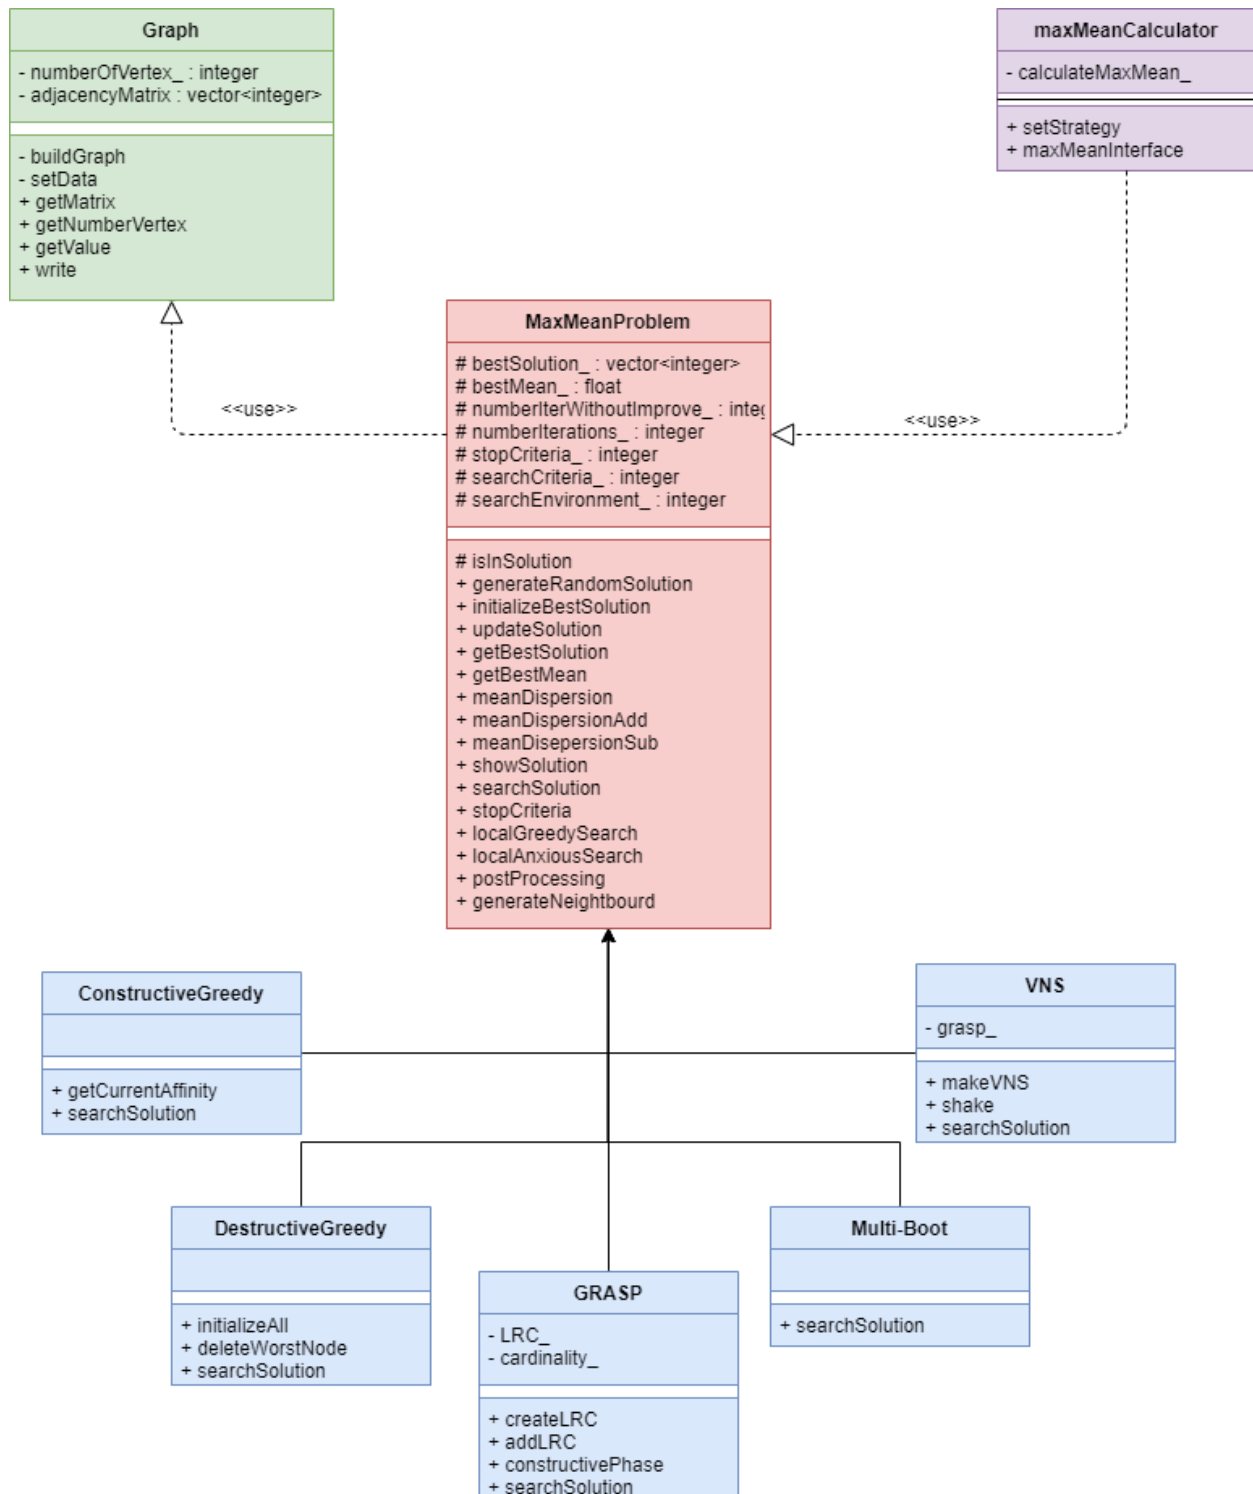 Graph
- numberOfVertex_ : integer
- adjacencyMatrix : vector<integer>
- buildGraph
- setData
+ getMatrix
+ getNumberVertex
+ getValue
+ write
maxMeanCalculator
- calculateMaxMean_
+ setStrategy
+ maxMeanInterface
<<use>>
<<use>>
MaxMeanProblem
# bestSolution_ : vector<integer>
# bestMean_ : float
# numberIterWithoutImprove_ : integ
# numberIterations_ : integer
# stopCriteria_ : integer
# searchCriteria_ : integer
# searchEnvironment_ : integer
# isInSolution
+ generateRandomSolution
+ initializeBestSolution
+ updateSolution
+ getBestSolution
+ getBestMean
+ meanDispersion
+ meanDispersionAdd
+ meanDisepersionSub
+ showSolution
+ searchSolution
+ stopCriteria
+ localGreedySearch
+ localAnxiousSearch
+ postProcessing
+ generateNeightbourd
ConstructiveGreedy
+ getCurrentAffinity
+ searchSolution
VNS
- grasp_
+ makeVNS
+ shake
+ searchSolution
DestructiveGreedy
+ initializeAll
+ deleteWorstNode
+ searchSolution
GRASP
- LRC_
- cardinality_
+ createLRC
+ addLRC
+ constructivePhase
+ searchSolution
Multi-Boot
+ searchSolution